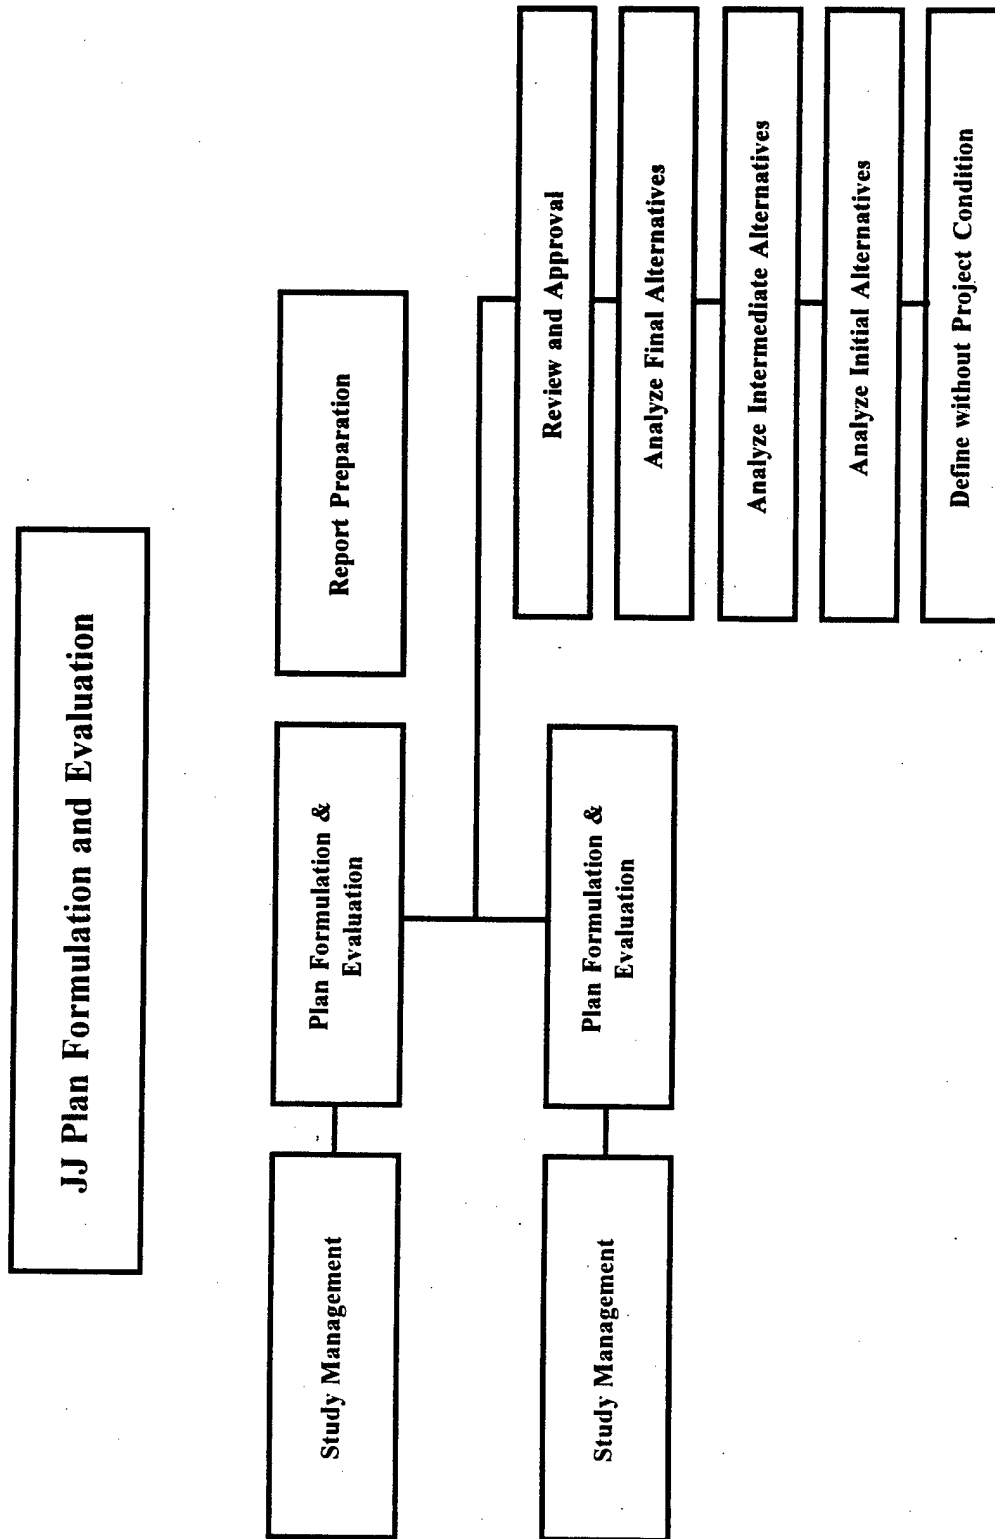 JJ Plan Formulation and Evaluation
Study Management
Plan Formulation &
Evaluation
Report Preparation
Study Management
Plan Formulation &
Evaluation
Review and Approval
Analyze Final Alternatives
Analyze Intermediate Alternatives
Analyze Initial Alternatives
Define without Project Condition